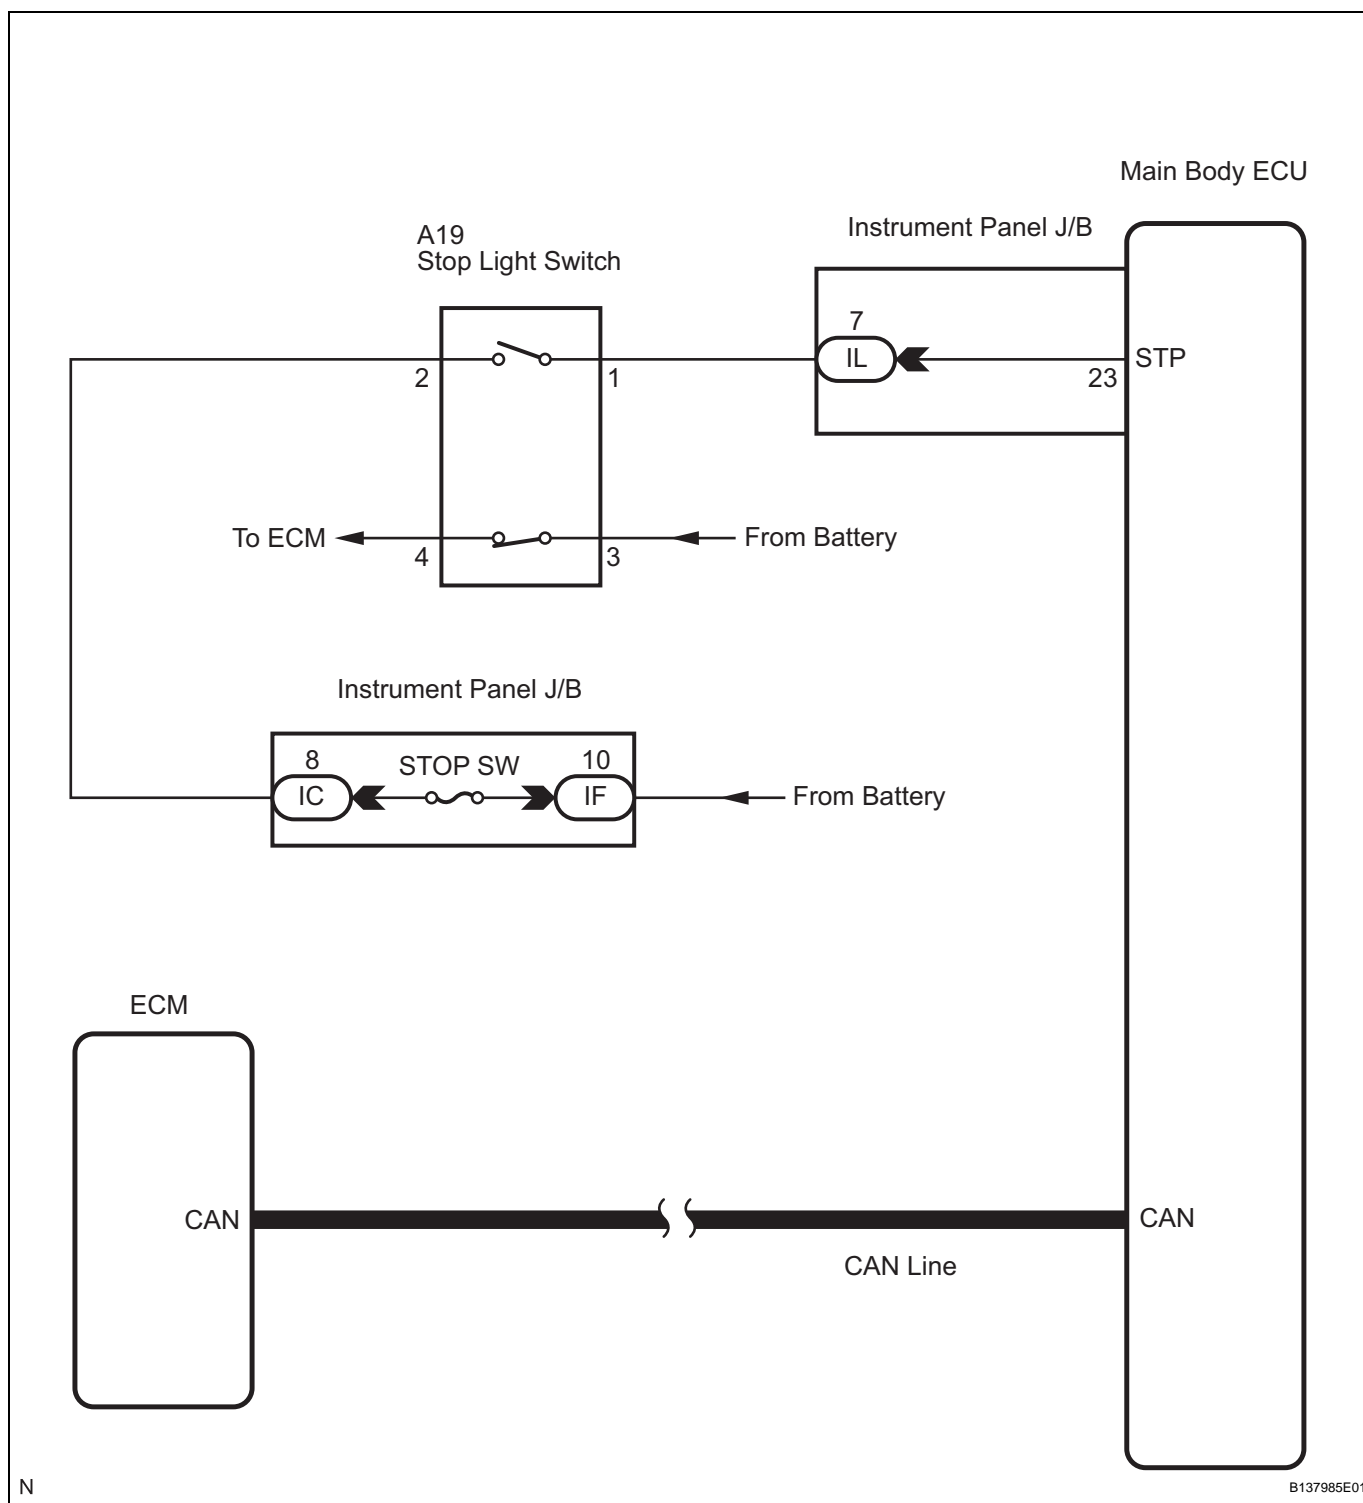 Main Body ECU
Instrument Panel J/B
A19
Stop Light Switch
7
IL
STP
2
1
23
To ECM
From Battery
4
3
Instrument Panel J/B
8
STOP SW
10
IC
IF
From Battery
ECM
CAN
CAN
CAN Line
N
B137985E01